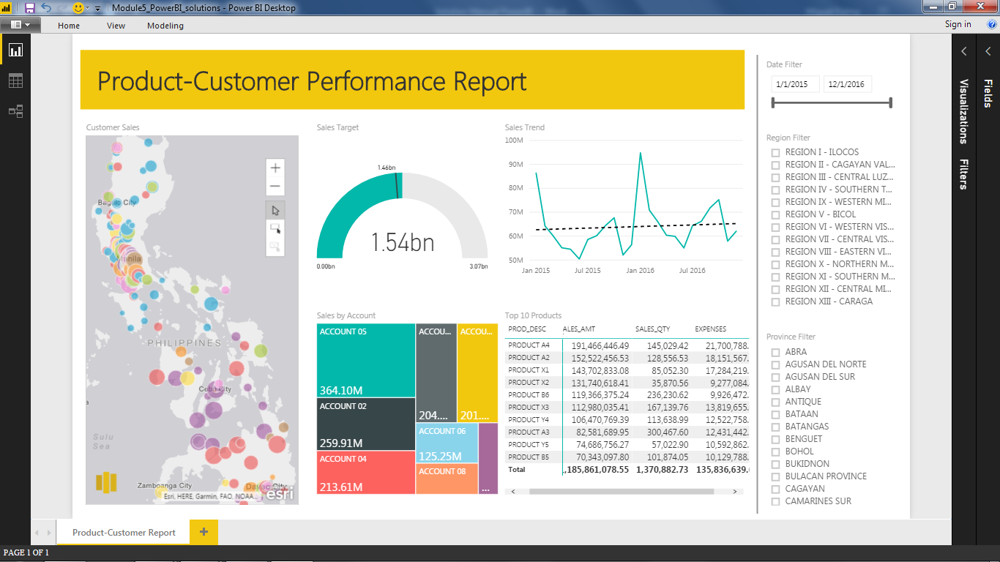 Module5_PowerBI_solutions - Power BI Desktop
Home View Modeling
Sign in
Product-Customer Performance Report
Customer Sales
Baguio City
Manila
PHILIPPINES
Cebu City
Sulu
Sea
Zamboanga City
Davao City
Esri, HERE, Garmin, FAO, NOAA...
esri
Sales Target
1.46bn
1.54bn
0.00bn 3.07bn
Sales Trend
100M
90M
80M
70M
60M
50M
Jan 2015 Jul 2015 Jan 2016 Jul 2016
Sales by Account
ACCOUNT 05
364.10M
ACCOUNT 02
259.91M
ACCOUNT 04
213.61M
ACCOU...
204....
ACCOU...
201....
ACCOUNT 06
125.25M
ACCOUNT 08
...
Top 10 Products
PROD_DESC ALES_AMT SALES_QTY EXPENSES
PRODUCT A4 191,466,446.49 145,029.42 21,700,788.
PRODUCT A2 152,522,456.53 128,556.53 18,151,567.
PRODUCT X1 143,702,833.08 85,052.30 17,284,219.
PRODUCT X2 131,740,618.41 35,870.56 9,277,084.
PRODUCT B6 119,366,375.24 236,230.62 9,926,472.
PRODUCT X3 112,980,035.41 167,139.76 13,819,655.
PRODUCT Y4 106,470,769.39 113,638.99 12,522,758.
PRODUCT A3 82,581,689.95 300,467.60 12,431,442.
PRODUCT Y5 74,686,756.27 57,022.90 10,592,862.
PRODUCT B5 70,343,097.80 101,874.05 10,129,788.
Total ,185,861,078.55 1,370,882.73 135,836,639.
Date Filter
1/1/2015 12/1/2016
Region Filter
REGION I - ILOCOS
REGION II - CAGAYAN VAL...
REGION III - CENTRAL LUZ...
REGION IV - SOUTHERN T...
REGION IX - WESTERN MI...
REGION V - BICOL
REGION VI - WESTERN VIS...
REGION VII - CENTRAL VIS...
REGION VIII - EASTERN VI...
REGION X - NORTHERN M...
REGION XI - SOUTHERN M...
REGION XII - CENTRAL MI...
REGION XIII - CARAGA
Province Filter
ABRA
AGUSAN DEL NORTE
AGUSAN DEL SUR
ALBAY
ANTIQUE
BATAAN
BATANGAS
BENGUET
BOHOL
BUKIDNON
BULACAN PROVINCE
CAGAYAN
CAMARINES SUR
Visualizations
Filters
Fields
Product-Customer Report
PAGE 1 OF 1